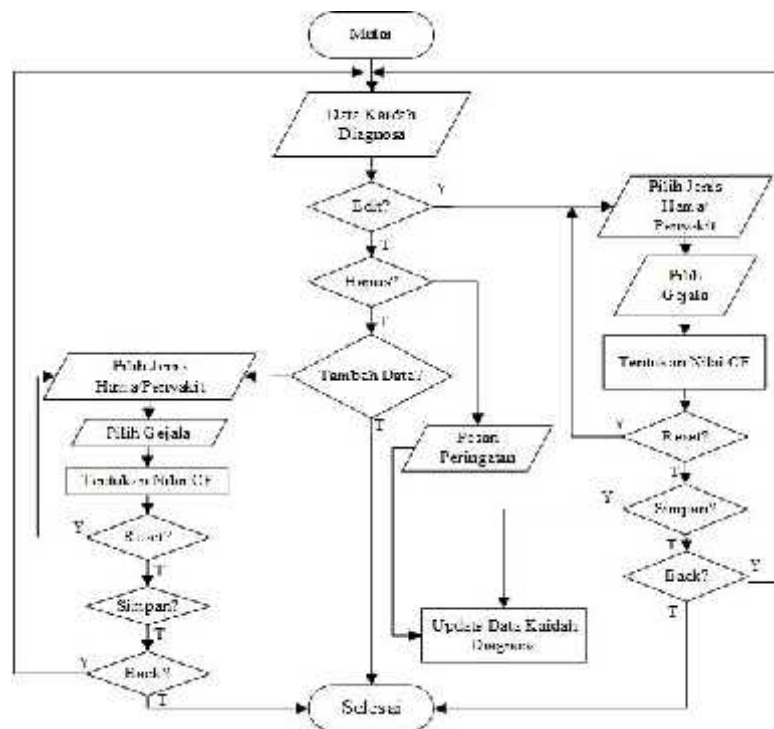 Mulai
Data Kaidah
Diagnosa
Edit?
Y
T
Hapus?
T
Tambah Data?
T
Pilih Jenis
Hama/Penyakit
Pilih Gejala
Tentukan Nilai CF
Y
Reset?
T
Simpan?
T
Y
Back?
T
Pesan
Peringatan
Update Data Kaidah
Diagnosa
Pilih Jenis
Hama/
Penyakit
Pilih
Gejala
Tentukan Nilai CF
Y
Reset?
T
Y
Simpan?
T
Back?
Y
T
Selesai